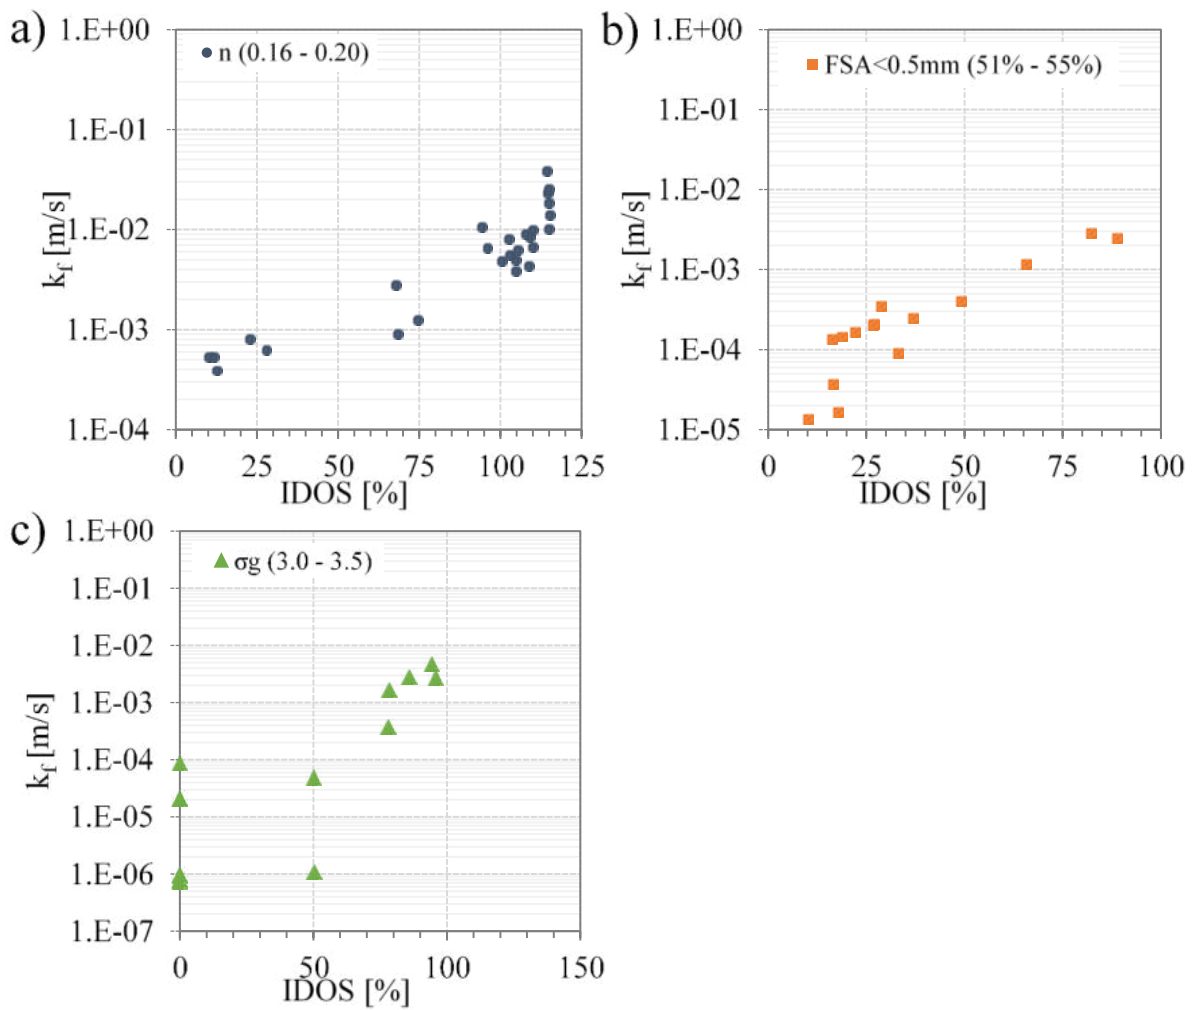 a)
1.E+00
1.E-01
1.E-02
1.E-03
1.E-04
k_f [m/s]
n (0.16 - 0.20)
0 25 50 75 100 125
IDOS [%]
b)
1.E+00
1.E-01
1.E-02
1.E-03
1.E-04
1.E-05
k_f [m/s]
FSA<0.5mm (51% - 55%)
0 25 50 75 100
IDOS [%]
c)
1.E+00
1.E-01
1.E-02
1.E-03
1.E-04
1.E-05
1.E-06
1.E-07
k_f [m/s]
σg (3.0 - 3.5)
0 50 100 150
IDOS [%]